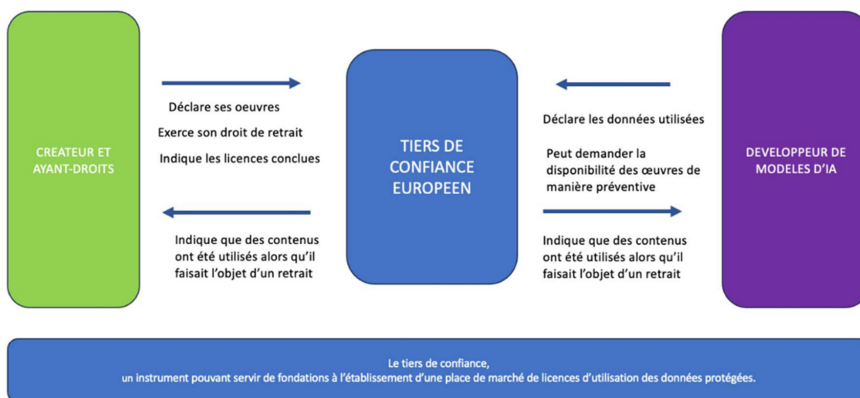 CREATEUR ET
AYANT-DROITS
Déclare ses oeuvres
Exerce son droit de retrait
Indique les licences conclues
Indique que des contenus
ont été utilisés alors qu'il
faisait l'objet d'un retrait
TIERS DE
CONFIANCE
EUROPEEN
Déclare les données utilisées
Peut demander la
disponibilité des œuvres de
manière préventive
Indique que des contenus
ont été utilisés alors qu'il
faisait l'objet d'un retrait
DEVELOPPEUR DE
MODELES D'IA
Le tiers de confiance,
un instrument pouvant servir de fondations à l'établissement d'une place de marché de licences d'utilisation des données protégées.